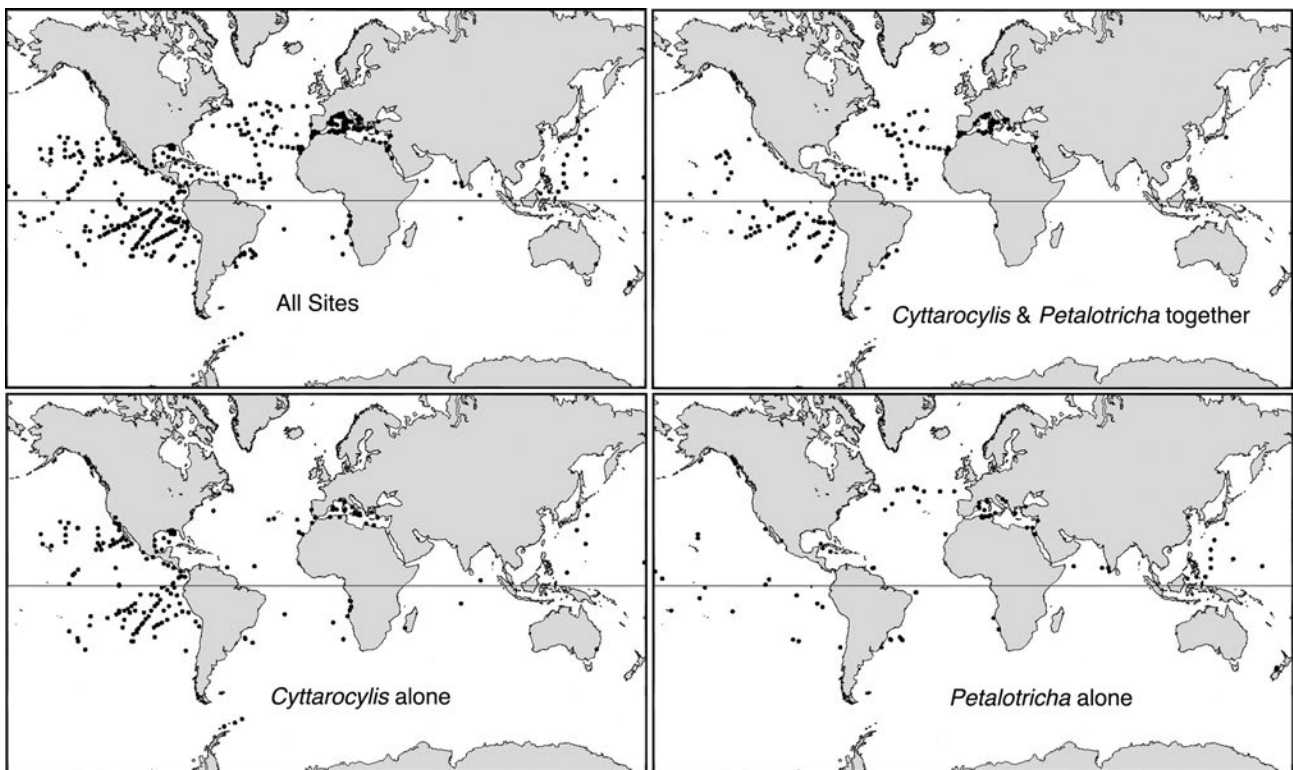 All Sites
Cyttarocylis & Petalotricha together
Cyttarocylis alone
Petalotricha alone